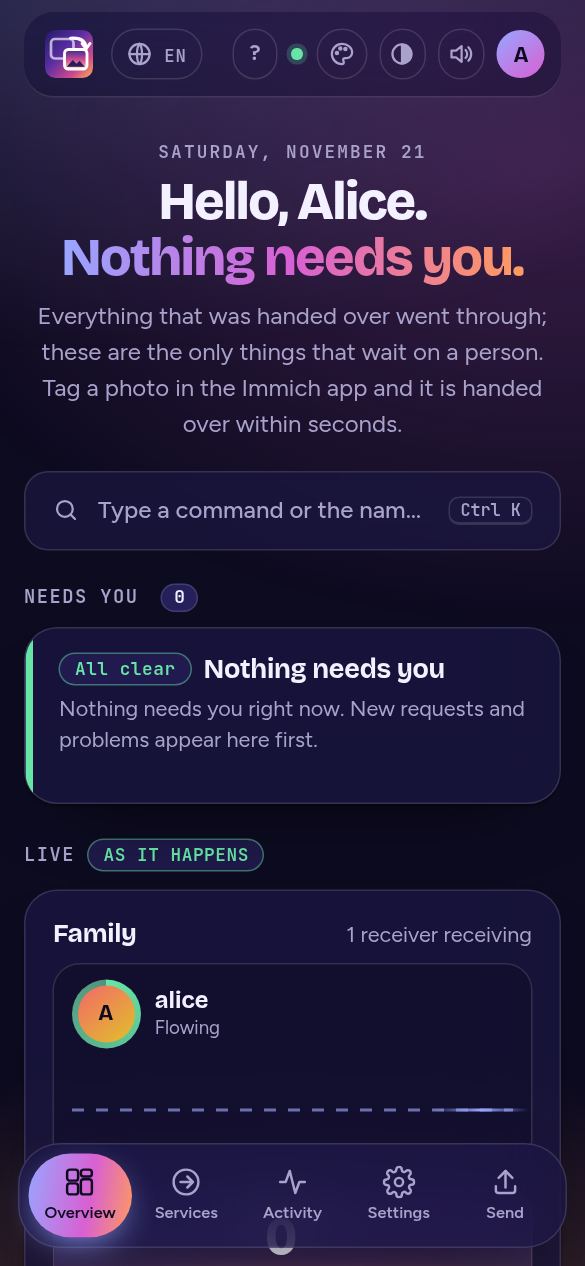 EN ? A
SATURDAY, NOVEMBER 21
Hello, Alice.
Nothing needs you.
Everything that was handed over went through;
these are the only things that wait on a person.
Tag a photo in the Immich app and it is handed
over within seconds.
Type a command or the nam... Ctrl K
NEEDS YOU 0
All clear Nothing needs you
Nothing needs you right now. New requests and
problems appear here first.
LIVE AS IT HAPPENS
Family 1 receiver receiving
A alice
Flowing
Overview Services Activity Settings Send
0